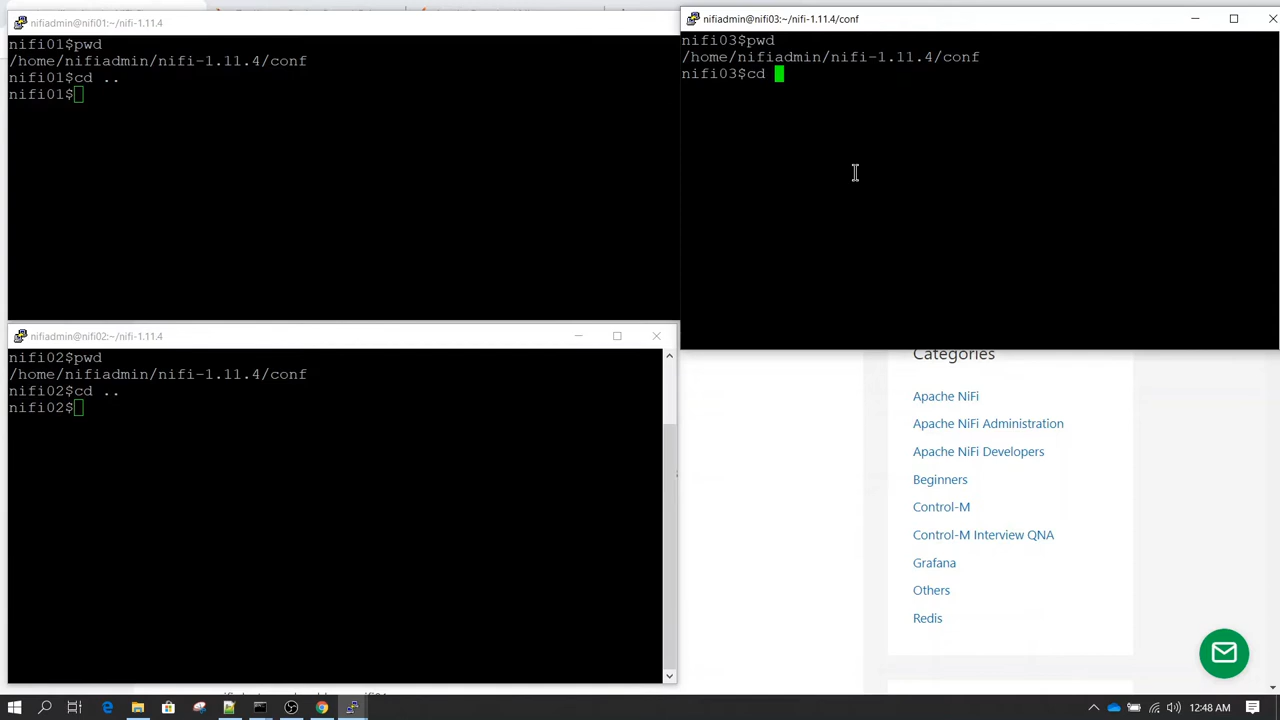 nifiadmin@nifi01:~/nifi-1.11.4
nifi01$pwd
/home/nifiadmin/nifi-1.11.4/conf
nifi01$cd ..
nifi01$
nifiadmin@nifi03:~/nifi-1.11.4/conf
nifi03$pwd
/home/nifiadmin/nifi-1.11.4/conf
nifi03$cd
nifiadmin@nifi02:~/nifi-1.11.4
nifi02$pwd
/home/nifiadmin/nifi-1.11.4/conf
nifi02$cd ..
nifi02$
Categories
Apache NiFi
Apache NiFi Administration
Apache NiFi Developers
Beginners
Control-M
Control-M Interview QNA
Grafana
Others
Redis
12:48 AM